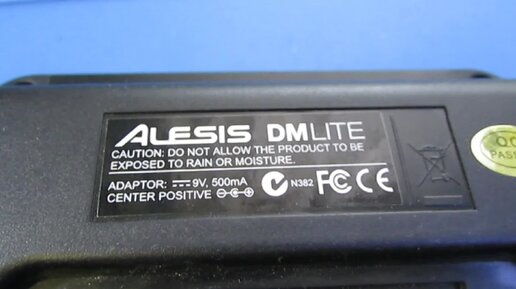 ALESIS DMLITE
CAUTION: DO NOT ALLOW THE PRODUCT TO BE
EXPOSED TO RAIN OR MOISTURE.
ADAPTOR: ⎓ 9V, 500mA
CENTER POSITIVE
N382
FC CE